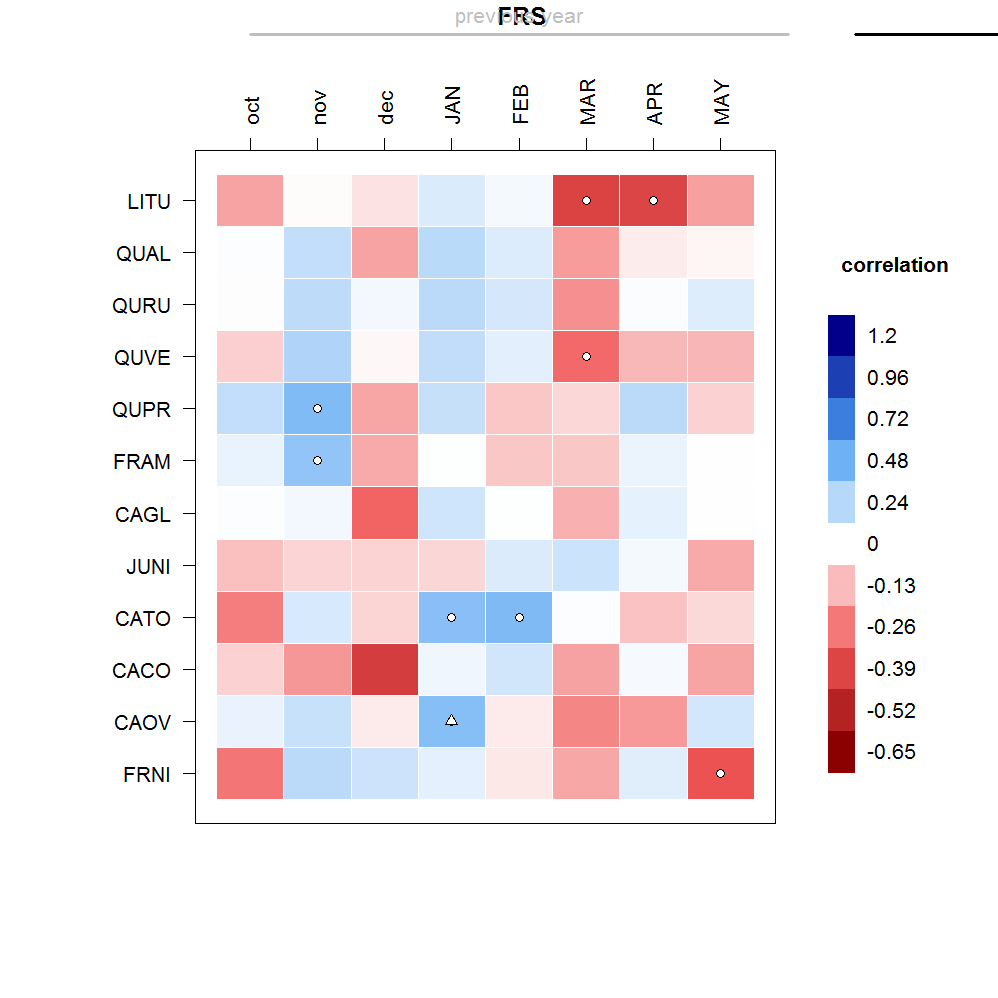 previous year
FRS
oct nov dec JAN FEB MAR APR MAY
LITU
QUAL
QURU
QUVE
QUPR
FRAM
CAGL
JUNI
CATO
CACO
CAOV
FRNI
correlation
1.2
0.96
0.72
0.48
0.24
0
-0.13
-0.26
-0.39
-0.52
-0.65